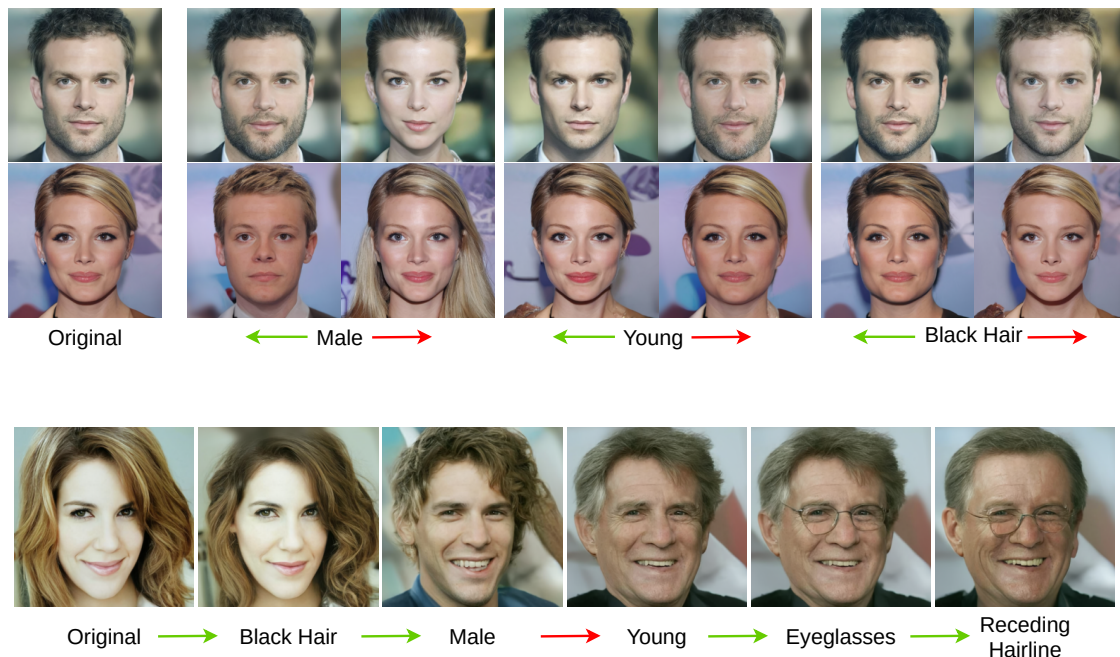 Original
Male
Young
Black Hair
Original
Black Hair
Male
Young
Eyeglasses
Receding
Hairline